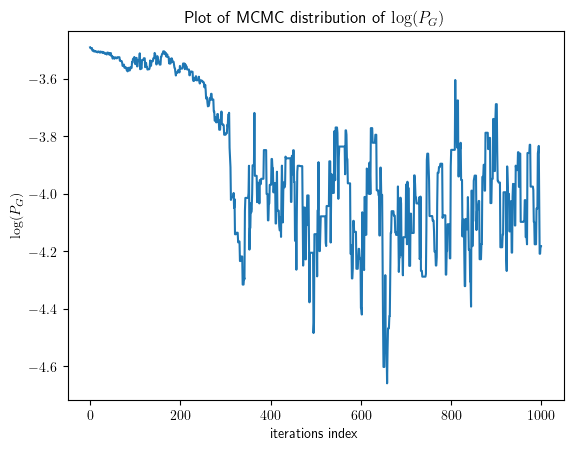 Plot of MCMC distribution of log(P_G)
log(P_G)
−3.6
−3.8
−4.0
−4.2
−4.4
−4.6
0 200 400 600 800 1000
iterations index